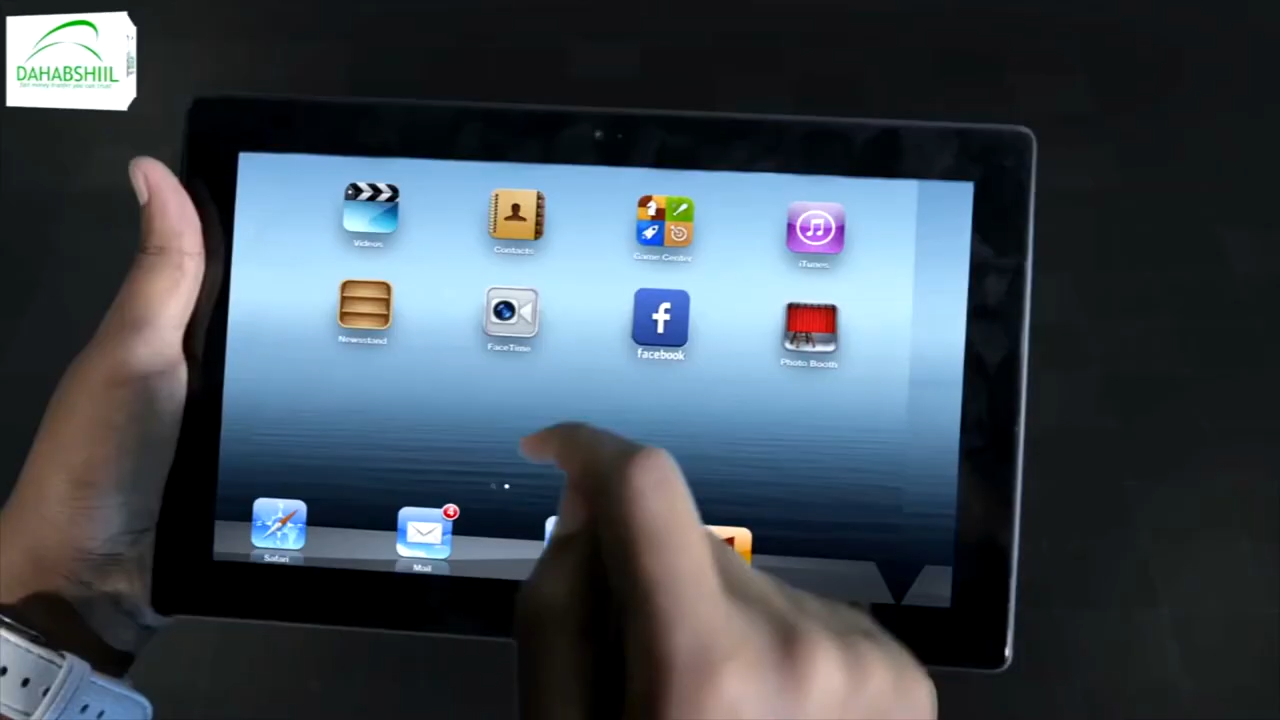 DAHABSHIIL
Videos
Contacts
Game Center
iTunes
Newsstand
FaceTime
f
facebook
Photo Booth
4
Safari
Mail